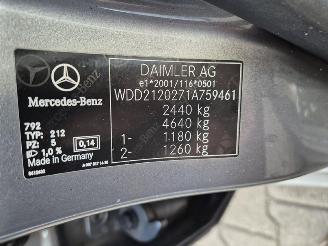 DAIMLER AG
e1*2001/116*0501
WDD2120271A759461
2440 kg
4640 kg
1- 1180 kg
2- 1260 kg
Mercedes-Benz
792
TYP: 212
PZ: 5
1,0 % 0,14
Made in Germany